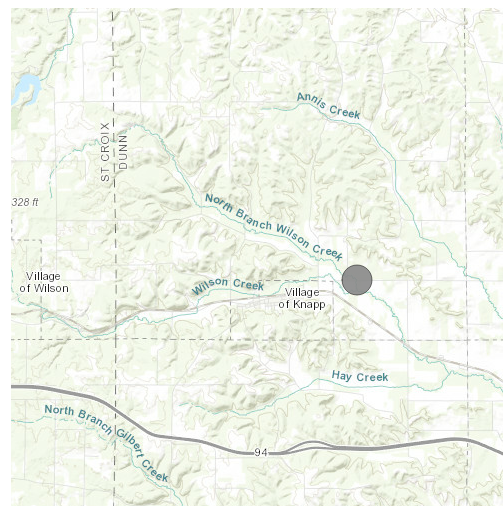 Annis Creek
ST CROIX
DUNN
328 ft
North Branch Wilson Creek
Village
of Wilson
Wilson Creek
Village
of Knapp
Hay Creek
North Branch Gilbert Creek
94